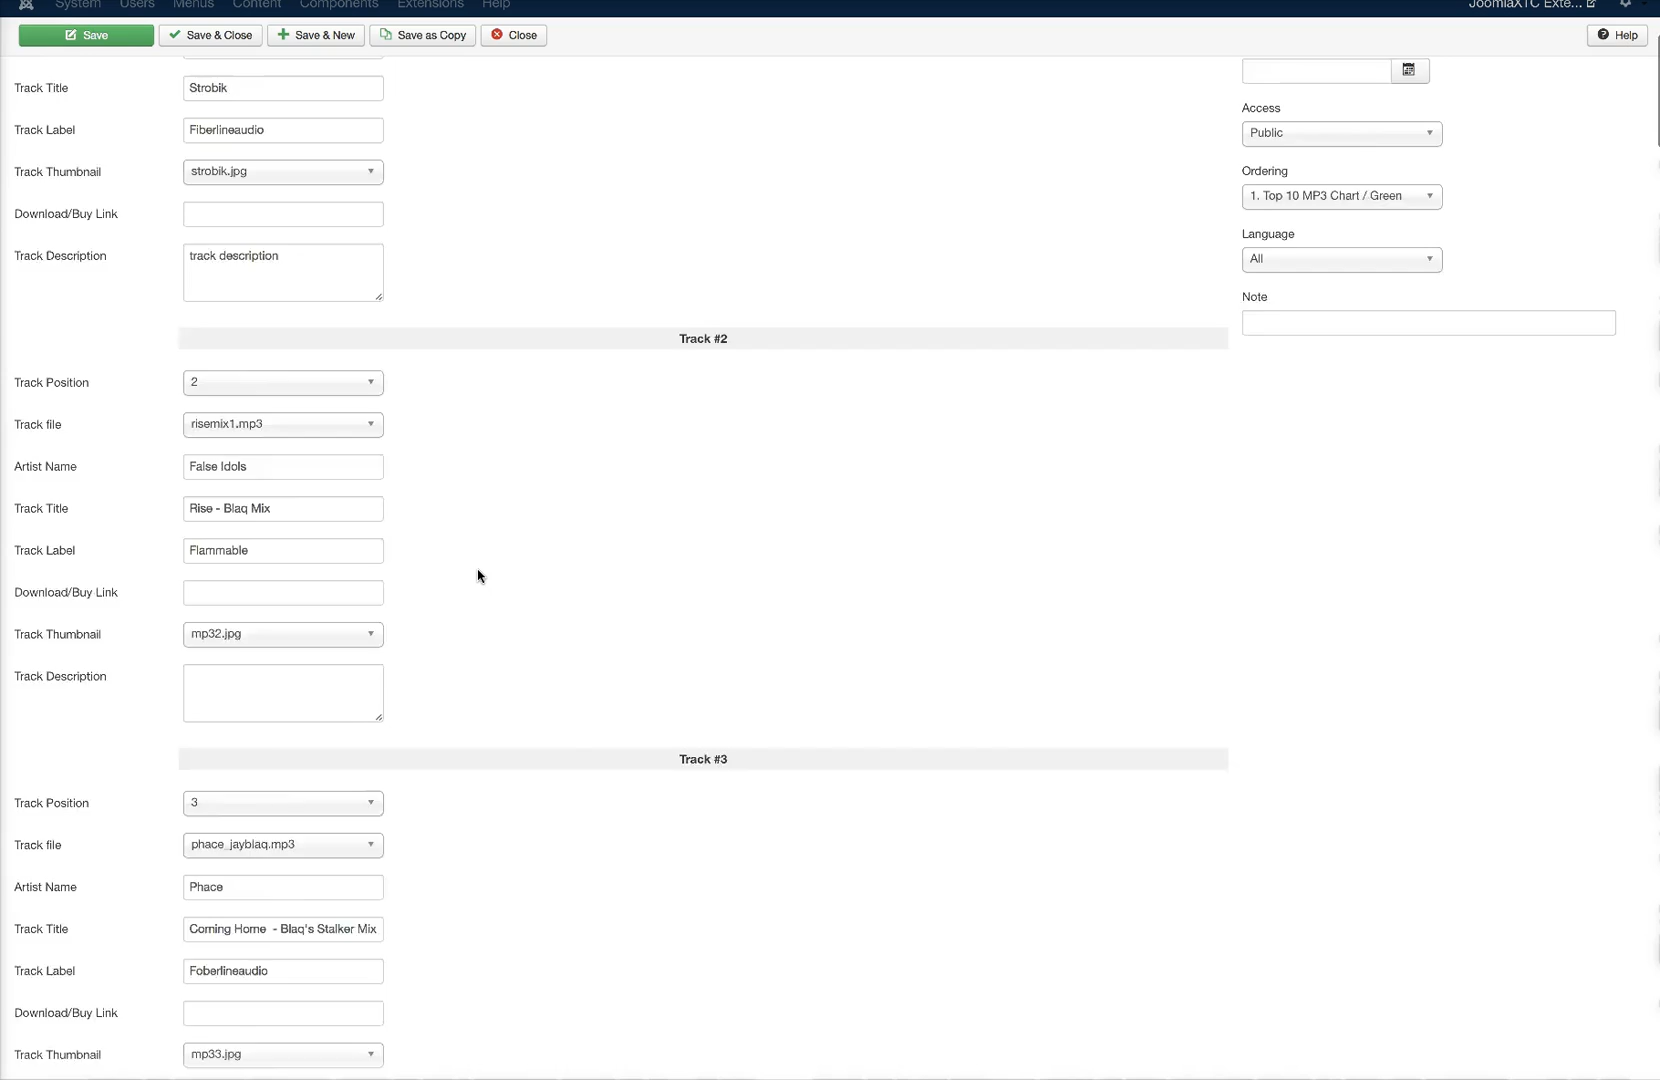 System Users Menus Content Components Extensions Help JoomlaXTC Exte...
Save Save & Close Save & New Save as Copy Close Help
Track Title Strobik
Track Label Fiberlineaudio
Track Thumbnail strobik.jpg
Download/Buy Link
Track Description track description
Access
Public
Ordering
1. Top 10 MP3 Chart / Green
Language
All
Note
Track #2
Track Position 2
Track file risemix1.mp3
Artist Name False Idols
Track Title Rise - Blaq Mix
Track Label Flammable
Download/Buy Link
Track Thumbnail mp32.jpg
Track Description
Track #3
Track Position 3
Track file phace_jayblaq.mp3
Artist Name Phace
Track Title Coming Home - Blaq's Stalker Mix
Track Label Foberlineaudio
Download/Buy Link
Track Thumbnail mp33.jpg